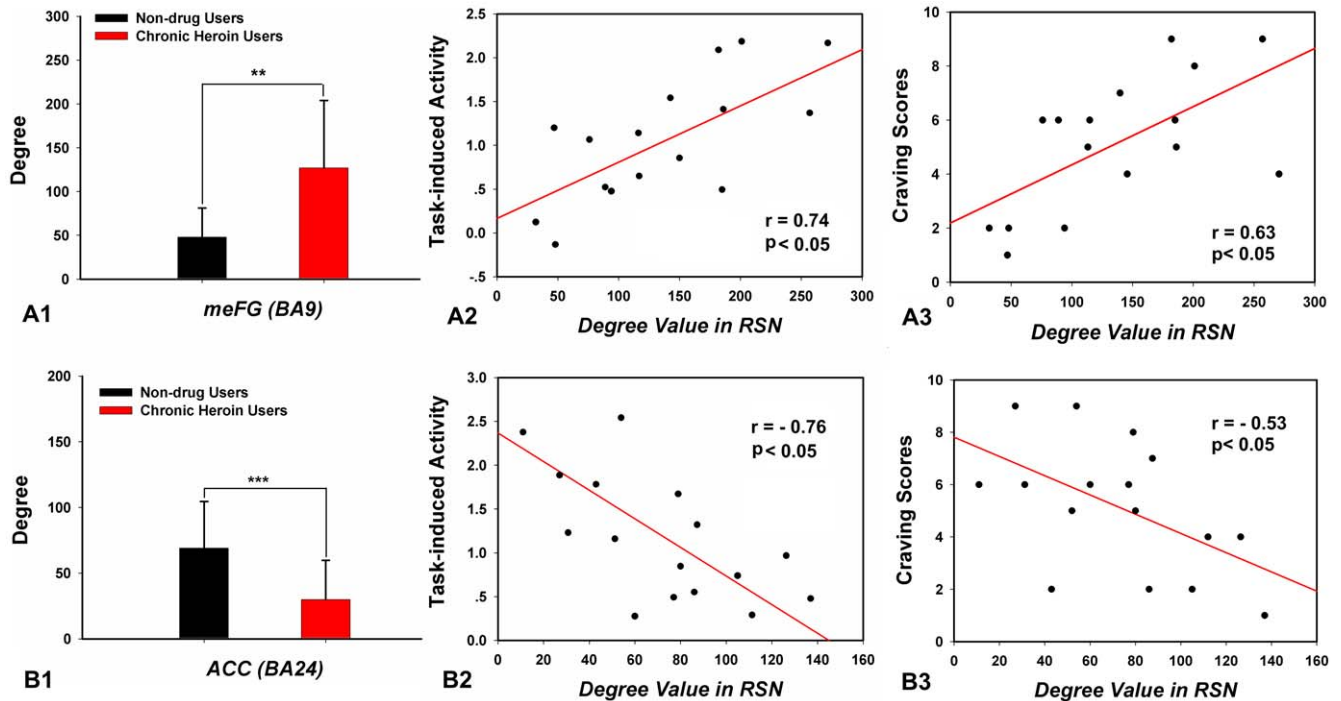 300
250
200
150
100
50
0
Degree
Non-drug Users
Chronic Heroin Users
**
meFG (BA9)
A1
2.5
2.0
1.5
1.0
.5
0.0
-.5
Task-induced Activity
r = 0.74
p< 0.05
0 50 100 150 200 250 300
Degree Value in RSN
A2
10
8
6
4
2
0
Craving Scores
r = 0.63
p< 0.05
0 50 100 150 200 250 300
Degree Value in RSN
A3
200
150
100
50
0
Degree
Non-drug Users
Chronic Heroin Users
***
ACC (BA24)
B1
3.0
2.5
2.0
1.5
1.0
.5
0.0
Task-induced Activity
r = - 0.76
p< 0.05
0 20 40 60 80 100 120 140 160
Degree Value in RSN
B2
10
8
6
4
2
0
Craving Scores
r = - 0.53
p< 0.05
0 20 40 60 80 100 120 140 160
Degree Value in RSN
B3